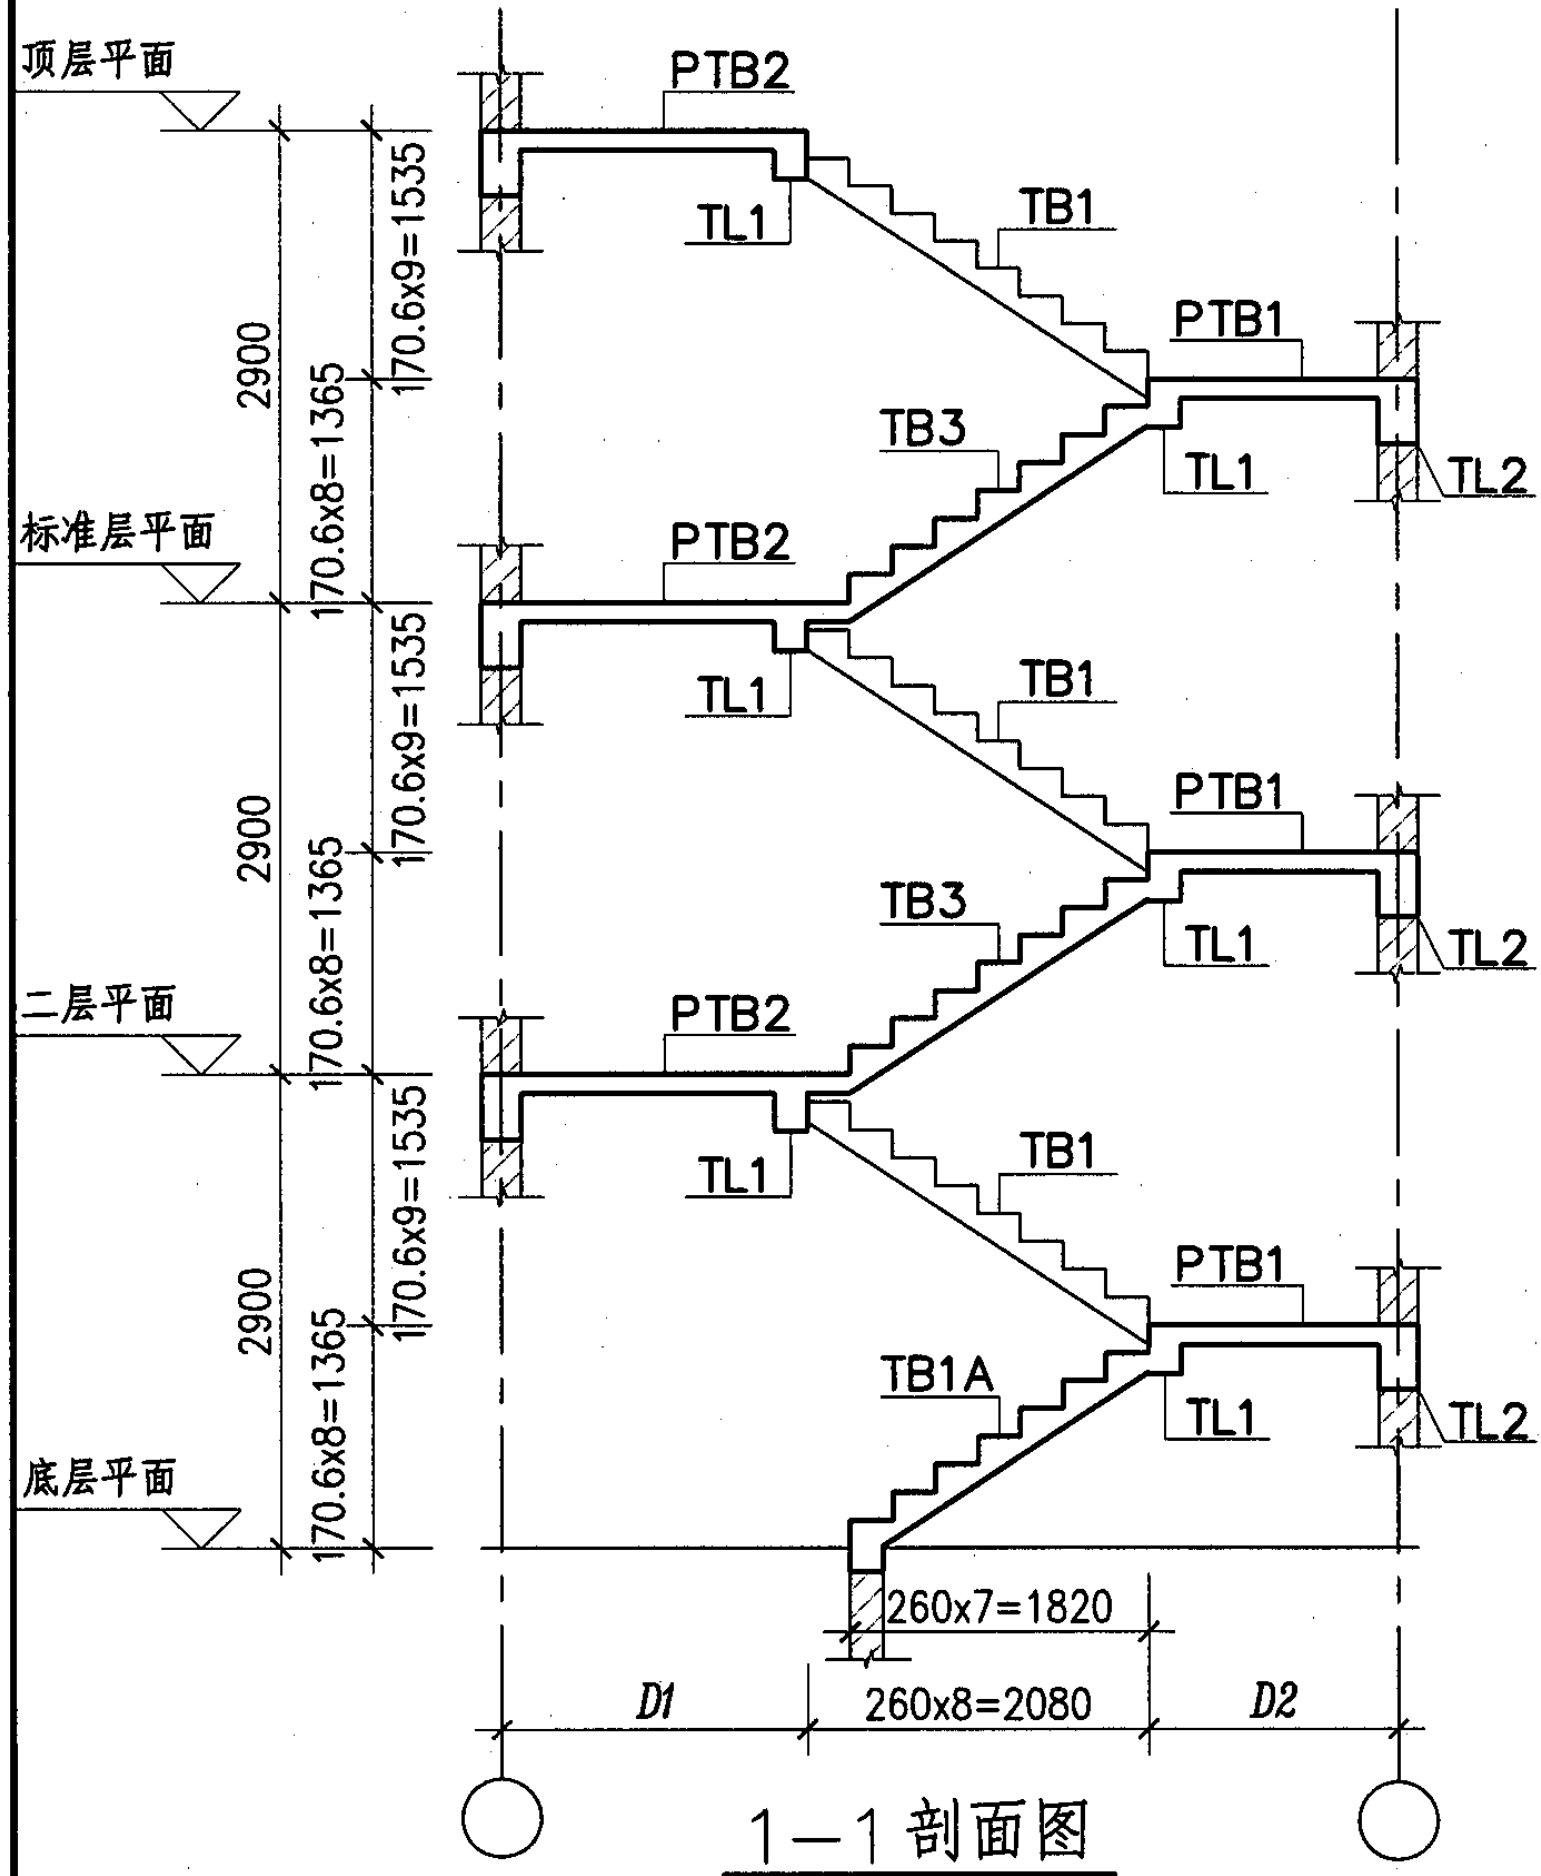 顶层平面
PTB2
170.6x9=1535
TL1
TB1
2900
PTB1
170.6x8=1365
TB3
TL1
TL2
标准层平面
PTB2
170.6x9=1535
TL1
TB1
2900
PTB1
170.6x8=1365
TB3
TL1
TL2
二层平面
PTB2
170.6x9=1535
TL1
TB1
2900
PTB1
170.6x8=1365
TB1A
TL1
TL2
底层平面
260x7=1820
D1
260x8=2080
D2
1-1 剖面图